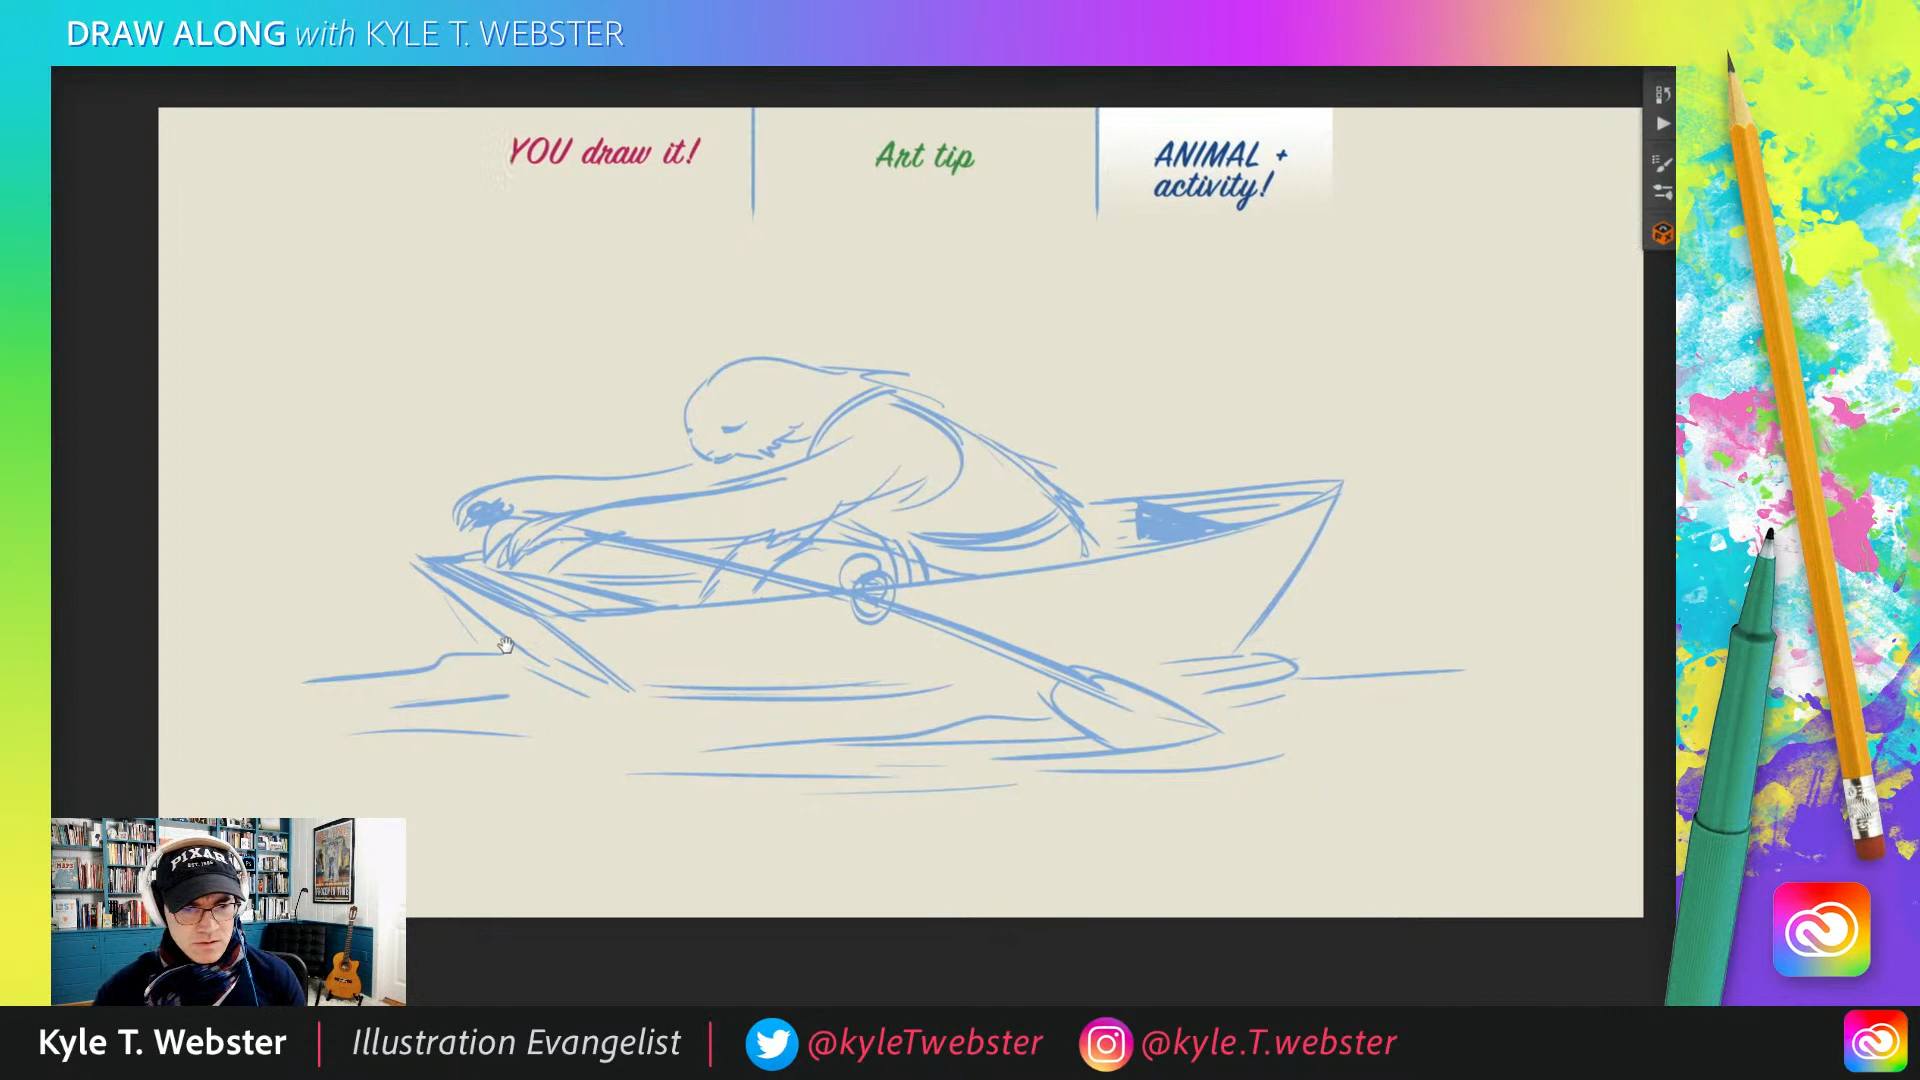 DRAW ALONG with KYLE T. WEBSTER
YOU draw it!
Art tip
ANIMAL +
activity!
PIXAR
Kyle T. Webster | Illustration Evangelist | @kyleTwebster @kyle.T.webster